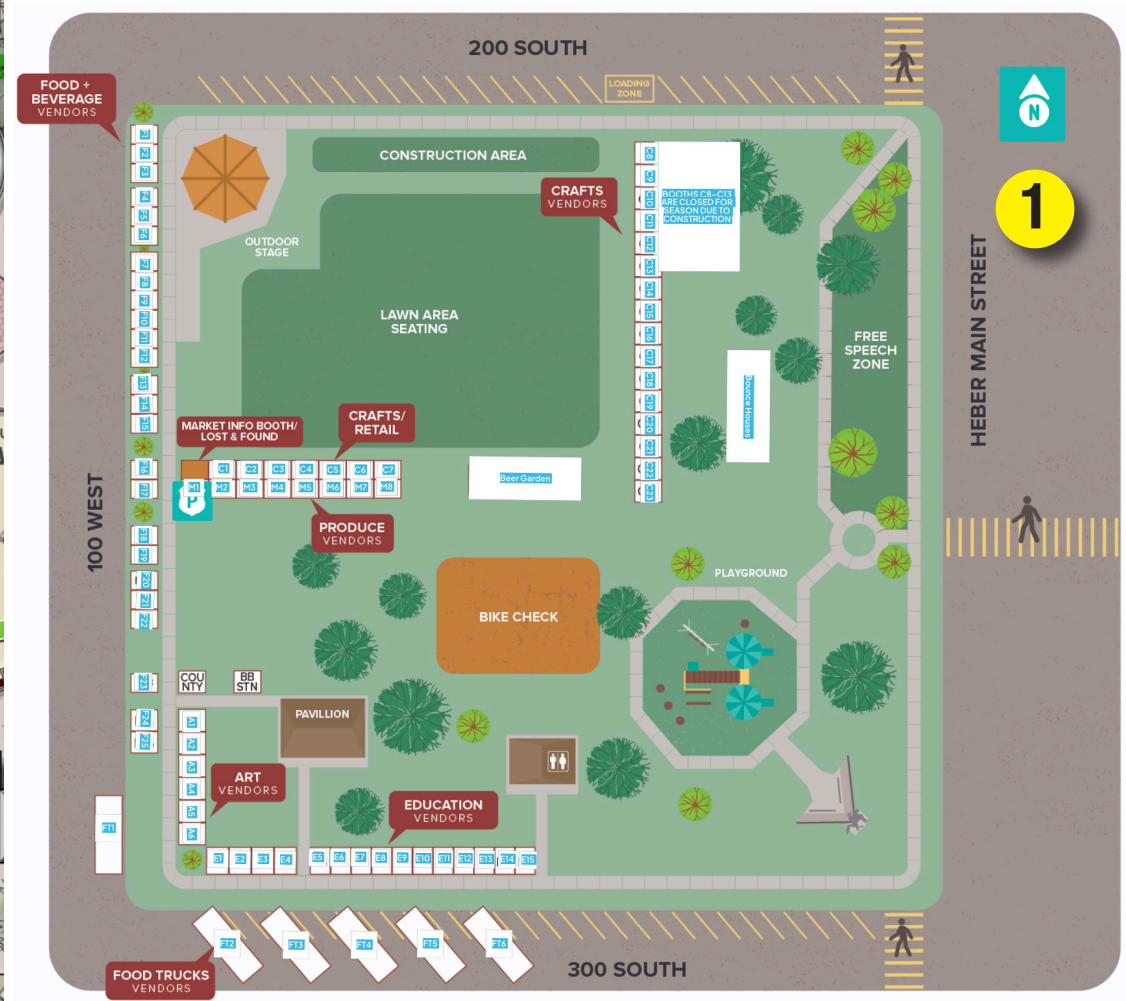 200 SOUTH
LOADING
ZONE
FOOD +
BEVERAGE
VENDORS
N
1
CONSTRUCTION AREA
CRAFTS
VENDORS
BOOTHS C8-C13
ARE CLOSED FOR
SEASON DUE TO
CONSTRUCTION
OUTDOOR
STAGE
LAWN AREA
SEATING
FREE
SPEECH
ZONE
HEBER MAIN STREET
100 WEST
F1
F2
F3
F4
F5
F6
F7
F8
F9
F10
F11
F12
F13
F14
F15
F16
F17
F18
F19
F20
F21
F22
F23
F24
F25
C8
C9
C10
C11
C12
C13
C14
C15
C16
C17
C18
C19
C20
C21
C22
C23
Bounce Houses
MARKET INFO BOOTH/
LOST & FOUND
CRAFTS/
RETAIL
C1 C2 C3 C4 C5 C6 C7
M1 M2 M3 M4 M5 M6 M7 M8
P
Beer Garden
PRODUCE
VENDORS
BIKE CHECK
PLAYGROUND
COU
NTY
BB
STN
PAVILLION
A1
A2
A3
A4
A5
A6
ART
VENDORS
EDUCATION
VENDORS
E1 E2 E3 E4 E5 E6 E7 E8 E9 E10 E11 E12 E13 E14 E15
FT1
FT2 FT3 FT4 FT5 FT6
FOOD TRUCKS
VENDORS
300 SOUTH